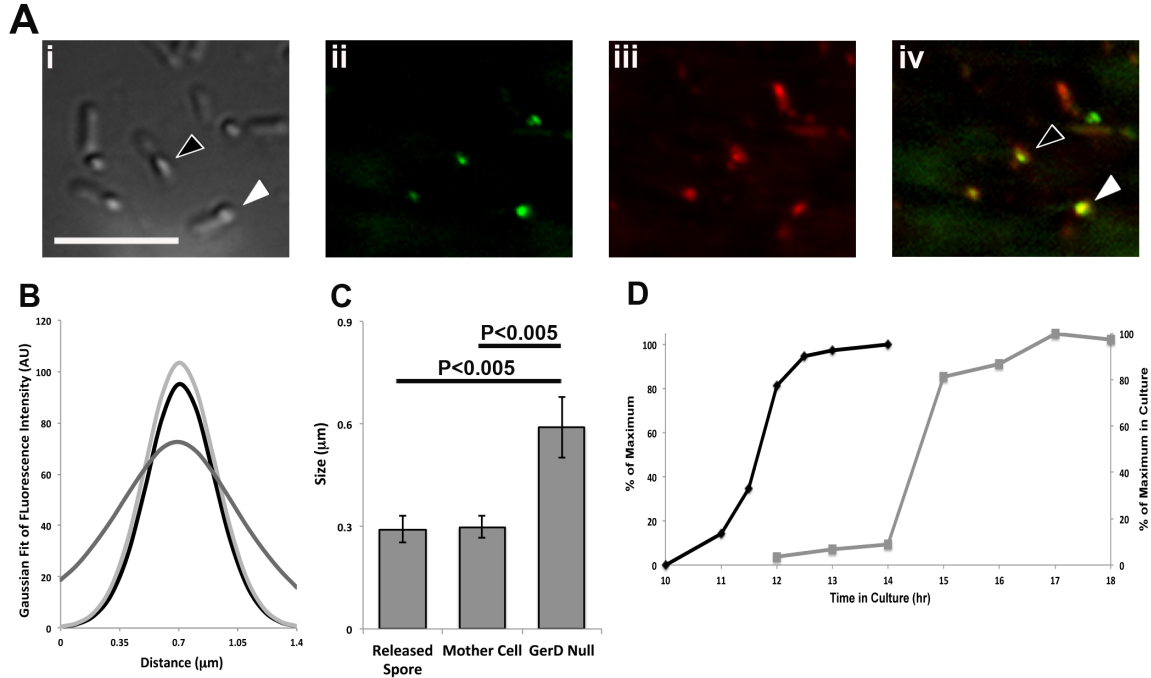 A
i
ii
iii
iv
B
Gaussian Fit of FLuorescence Intensity (AU)
120
100
80
60
40
20
0
0 0.35 0.7 1.05 1.4
Distance (μm)
C
Size (μm)
0.9
0.6
0.3
0
P<0.005
P<0.005
Released Spore
Mother Cell
GerD Null
D
% of Maximum
100
80
60
40
20
0
10 11 12 13 14 15 16 17 18
Time in Culture (hr)
100
80
60
40
20
0
% of Maximum in Culture